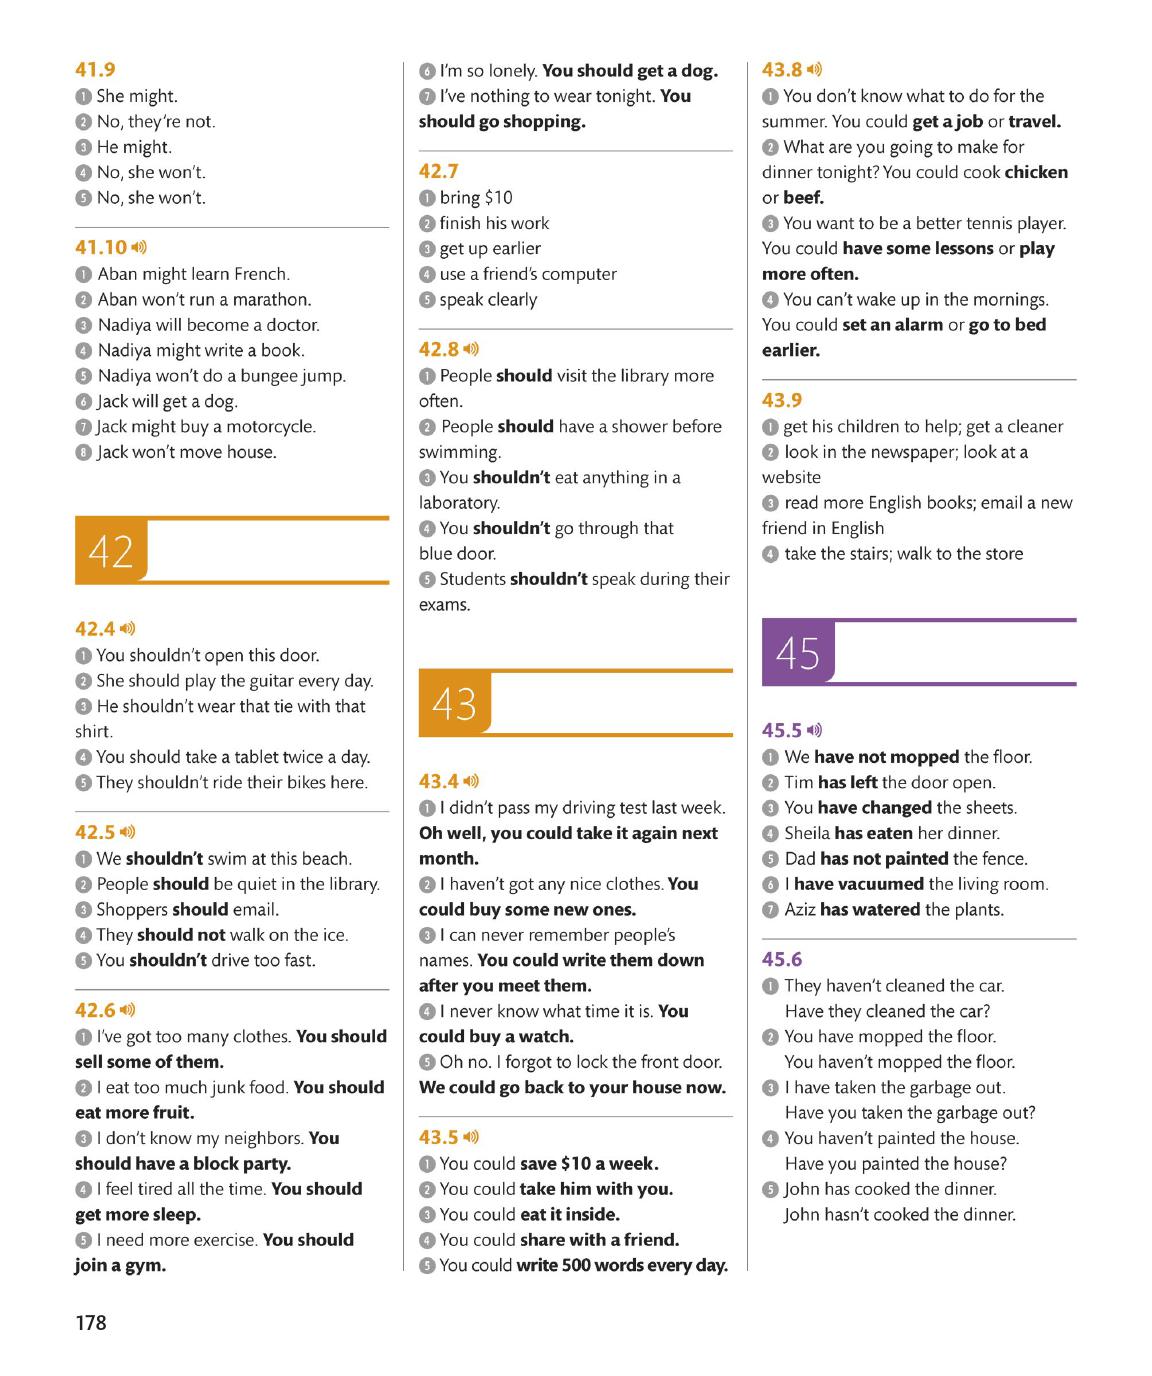 41.9
1 She might.
2 No, they're not.
3 He might.
4 No, she won't.
5 No, she won't.
41.10
1 Aban might learn French.
2 Aban won't run a marathon.
3 Nadiya will become a doctor.
4 Nadiya might write a book.
5 Nadiya won't do a bungee jump.
6 Jack will get a dog.
7 Jack might buy a motorcycle.
8 Jack won't move house.
42
42.4
1 You shouldn't open this door.
2 She should play the guitar every day.
3 He shouldn't wear that tie with that
shirt.
4 You should take a tablet twice a day.
5 They shouldn't ride their bikes here.
42.5
1 We shouldn't swim at this beach.
2 People should be quiet in the library.
3 Shoppers should email.
4 They should not walk on the ice.
5 You shouldn't drive too fast.
42.6
1 I've got too many clothes. You should
sell some of them.
2 I eat too much junk food. You should
eat more fruit.
3 I don't know my neighbors. You
should have a block party.
4 I feel tired all the time. You should
get more sleep.
5 I need more exercise. You should
join a gym.
6 I'm so lonely. You should get a dog.
7 I've nothing to wear tonight. You
should go shopping.
42.7
1 bring $10
2 finish his work
3 get up earlier
4 use a friend's computer
5 speak clearly
42.8
1 People should visit the library more
often.
2 People should have a shower before
swimming.
3 You shouldn't eat anything in a
laboratory.
4 You shouldn't go through that
blue door.
5 Students shouldn't speak during their
exams.
43
43.4
1 I didn't pass my driving test last week.
Oh well, you could take it again next
month.
2 I haven't got any nice clothes. You
could buy some new ones.
3 I can never remember people's
names. You could write them down
after you meet them.
4 I never know what time it is. You
could buy a watch.
5 Oh no. I forgot to lock the front door.
We could go back to your house now.
43.5
1 You could save $10 a week.
2 You could take him with you.
3 You could eat it inside.
4 You could share with a friend.
5 You could write 500 words every day.
43.8
1 You don't know what to do for the
summer. You could get a job or travel.
2 What are you going to make for
dinner tonight? You could cook chicken
or beef.
3 You want to be a better tennis player.
You could have some lessons or play
more often.
4 You can't wake up in the mornings.
You could set an alarm or go to bed
earlier.
43.9
1 get his children to help; get a cleaner
2 look in the newspaper; look at a
website
3 read more English books; email a new
friend in English
4 take the stairs; walk to the store
45
45.5
1 We have not mopped the floor.
2 Tim has left the door open.
3 You have changed the sheets.
4 Sheila has eaten her dinner.
5 Dad has not painted the fence.
6 I have vacuumed the living room.
7 Aziz has watered the plants.
45.6
1 They haven't cleaned the car.
Have they cleaned the car?
2 You have mopped the floor.
You haven't mopped the floor.
3 I have taken the garbage out.
Have you taken the garbage out?
4 You haven't painted the house.
Have you painted the house?
5 John has cooked the dinner.
John hasn't cooked the dinner.
178